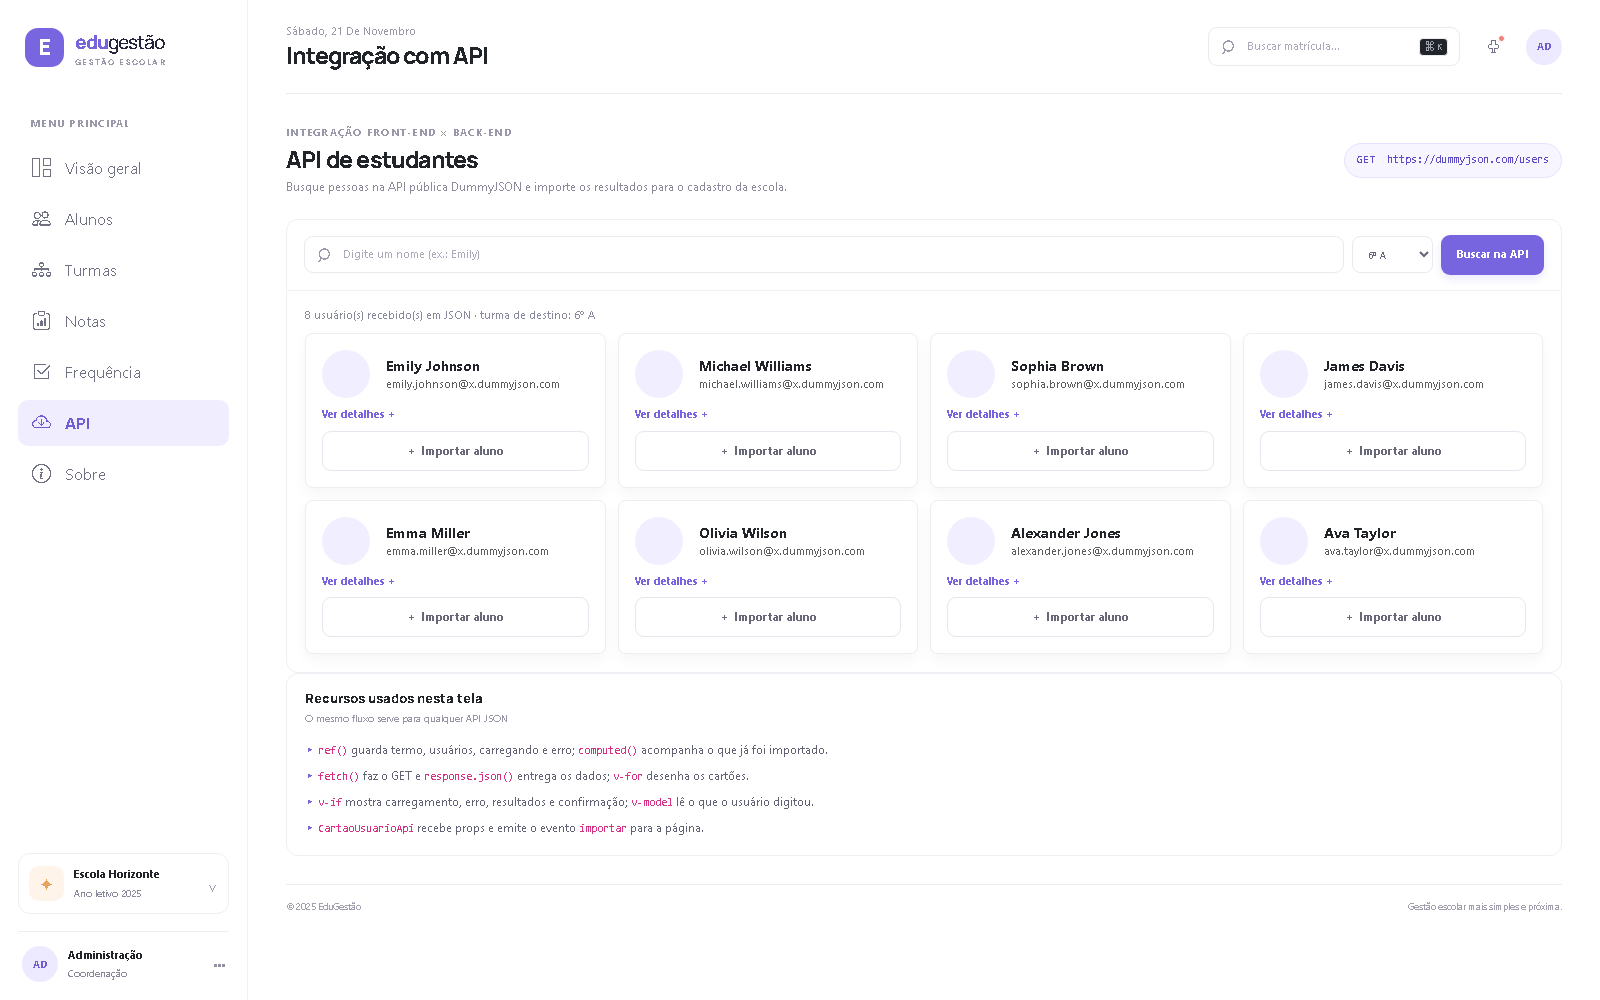 E
edugestão
GESTÃO ESCOLAR
MENU PRINCIPAL
Visão geral
Alunos
Turmas
Notas
Frequência
API
Sobre
Escola Horizonte
Ano letivo 2025
AD
Administração
Coordenação
Sábado, 21 De Novembro
Integração com API
Buscar matrícula...
⌘ K
AD
INTEGRAÇÃO FRONT-END × BACK-END
API de estudantes
Busque pessoas na API pública DummyJSON e importe os resultados para o cadastro da escola.
GET https://dummyjson.com/users
Digite um nome (ex.: Emily)
6º A
Buscar na API
8 usuário(s) recebido(s) em JSON · turma de destino: 6º A
Emily Johnson
emily.johnson@x.dummyjson.com
Ver detalhes +
+ Importar aluno
Michael Williams
michael.williams@x.dummyjson.com
Ver detalhes +
+ Importar aluno
Sophia Brown
sophia.brown@x.dummyjson.com
Ver detalhes +
+ Importar aluno
James Davis
james.davis@x.dummyjson.com
Ver detalhes +
+ Importar aluno
Emma Miller
emma.miller@x.dummyjson.com
Ver detalhes +
+ Importar aluno
Olivia Wilson
olivia.wilson@x.dummyjson.com
Ver detalhes +
+ Importar aluno
Alexander Jones
alexander.jones@x.dummyjson.com
Ver detalhes +
+ Importar aluno
Ava Taylor
ava.taylor@x.dummyjson.com
Ver detalhes +
+ Importar aluno
Recursos usados nesta tela
O mesmo fluxo serve para qualquer API JSON
▸ ref() guarda termo, usuários, carregando e erro; computed() acompanha o que já foi importado.
▸ fetch() faz o GET e response.json() entrega os dados; v-for desenha os cartões.
▸ v-if mostra carregamento, erro, resultados e confirmação; v-model lê o que o usuário digitou.
▸ CartaoUsuarioApi recebe props e emite o evento importar para a página.
© 2025 EduGestão
Gestão escolar mais simples e próxima.